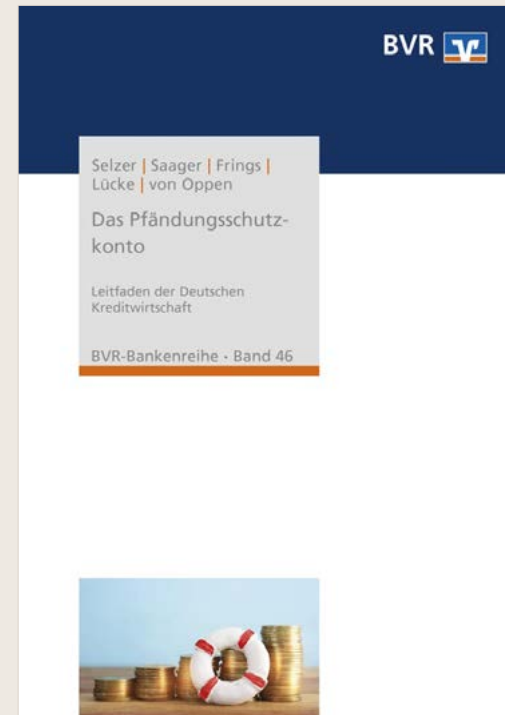 BVR
Selzer | Saager | Frings |
Lücke | von Oppen
Das Pfändungsschutz-
konto
Leitfaden der Deutschen
Kreditwirtschaft
BVR-Bankenreihe • Band 46